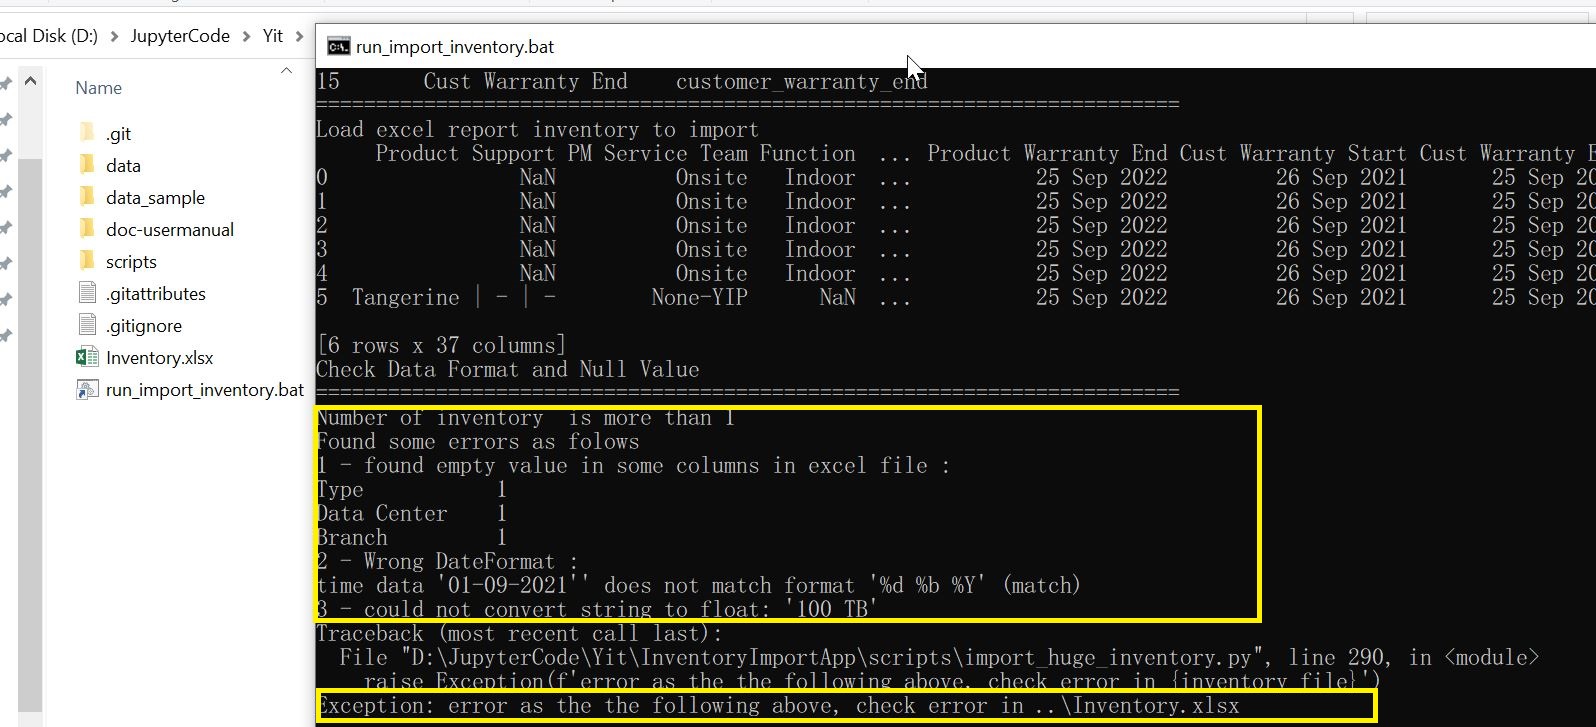 ocal Disk (D:) > JupyterCode > Yit >
Name
.git
data
data_sample
doc-usermanual
scripts
.gitattributes
.gitignore
Inventory.xlsx
run_import_inventory.bat
run_import_inventory.bat
15 Cust Warranty End customer_warranty_end
========================================================================
Load excel report inventory to import
Product Support PM Service Team Function ... Product Warranty End Cust Warranty Start Cust Warranty E
0 NaN Onsite Indoor ... 25 Sep 2022 26 Sep 2021 25 Sep 20
1 NaN Onsite Indoor ... 25 Sep 2022 26 Sep 2021 25 Sep 20
2 NaN Onsite Indoor ... 25 Sep 2022 26 Sep 2021 25 Sep 20
3 NaN Onsite Indoor ... 25 Sep 2022 26 Sep 2021 25 Sep 20
4 NaN Onsite Indoor ... 25 Sep 2022 26 Sep 2021 25 Sep 20
5 Tangerine | - | - None-YIP NaN ... 25 Sep 2022 26 Sep 2021 25 Sep 20
[6 rows x 37 columns]
Check Data Format and Null Value
========================================================================
Number of inventory  is more than 1
Found some errors as folows
1 - found empty value in some columns in excel file :
Type 1
Data Center 1
Branch 1
2 - Wrong DateFormat :
time data '01-09-2021'' does not match format '%d %b %Y' (match)
3 - could not convert string to float: '100 TB'
Traceback (most recent call last):
File "D:\JupyterCode\Yit\InventoryImportApp\scripts\import_huge_inventory.py", line 290, in <module>
raise Exception(f'error as the the following above, check error in {inventory_file}')
Exception: error as the the following above, check error in ..\Inventory.xlsx